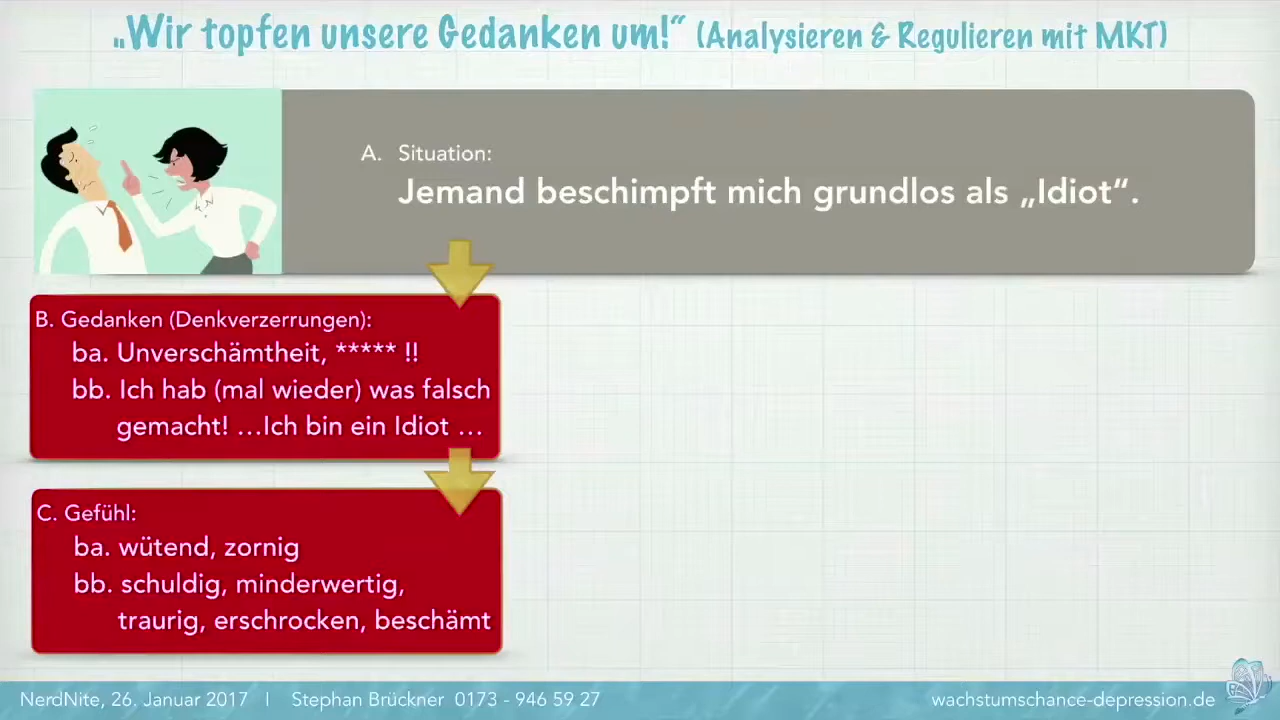 „Wir topfen unsere Gedanken um!“ (Analysieren & Regulieren mit MKT)
A. Situation:
Jemand beschimpft mich grundlos als „Idiot“.
B. Gedanken (Denkverzerrungen):
ba. Unverschämtheit, ***** !!
bb. Ich hab (mal wieder) was falsch
gemacht! …Ich bin ein Idiot …
C. Gefühl:
ba. wütend, zornig
bb. schuldig, minderwertig,
traurig, erschrocken, beschämt
NerdNite, 26. Januar 2017 | Stephan Brückner 0173 - 946 59 27
wachstumschance-depression.de